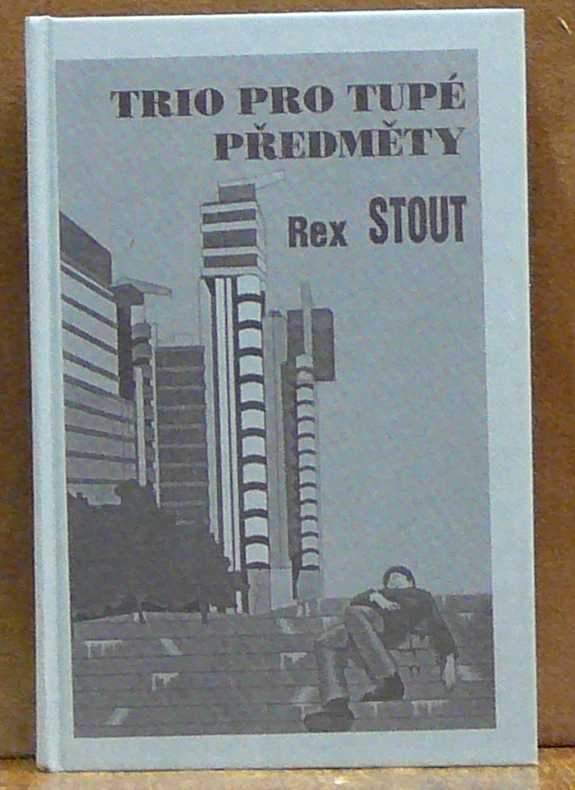 TRIO PRO TUPÉ
PŘEDMĚTY
Rex STOUT